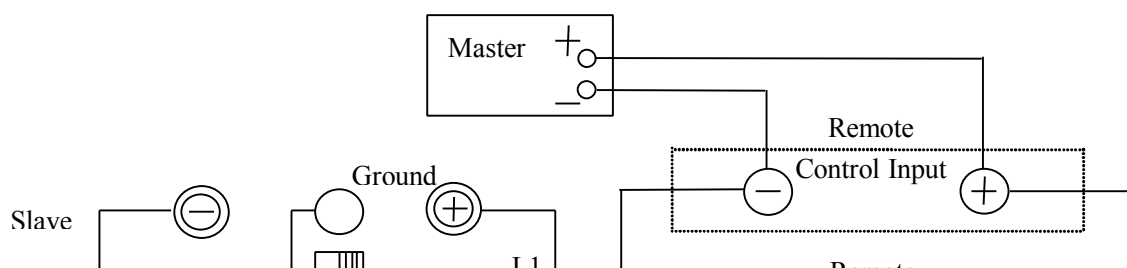 Master
+
−
Remote
Control Input
Ground
−
+
−
+
Slave